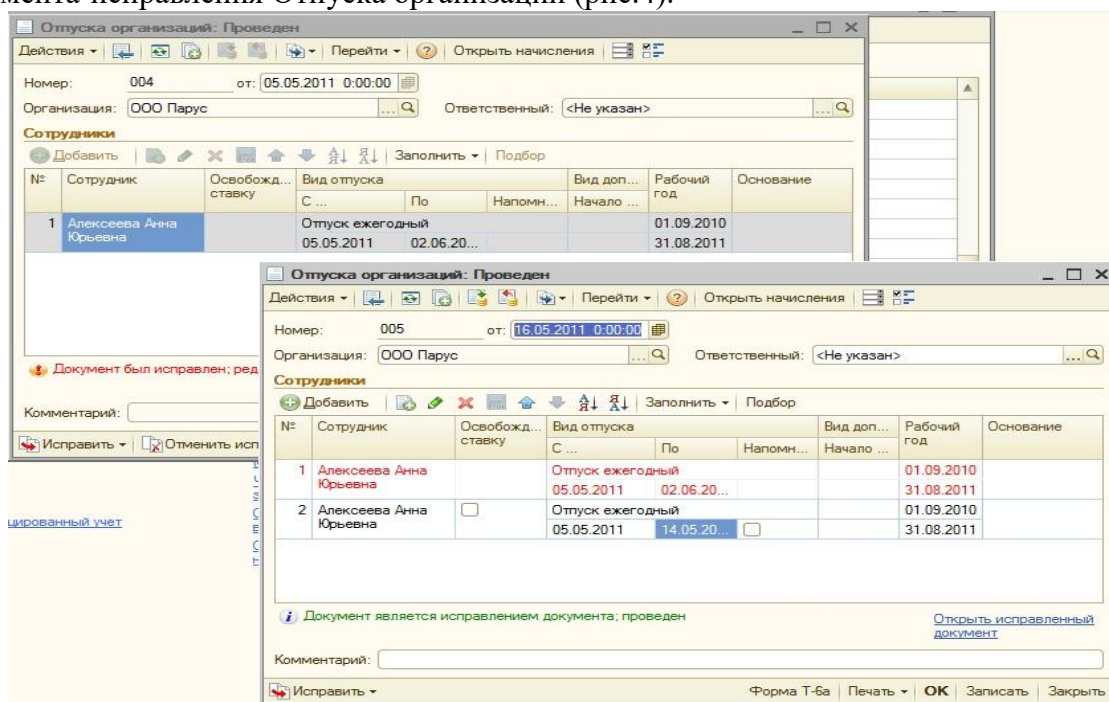 мента исправления Отпуска организаций (рис.4).
Отпуска организаций: Проведен
Действия Перейти Открыть начисления
Номер: 004 от: 05.05.2011 0:00:00
Организация: ООО Парус ... Ответственный: <Не указан> ...
Сотрудники
Добавить Заполнить Подбор
№ Сотрудник Освобожд... ставку Вид отпуска Вид доп... Рабочий год Основание
С ... По Напомн... Начало ...
1 Алексеева Анна Юрьевна Отпуск ежегодный 01.09.2010
05.05.2011 02.06.20... 31.08.2011
Документ был исправлен; ред
Комментарий:
Исправить Отменить исп
цированный учет
Отпуска организаций: Проведен
Действия Перейти Открыть начисления
Номер: 005 от: 16.05.2011 0:00:00
Организация: ООО Парус ... Ответственный: <Не указан> ...
Сотрудники
Добавить Заполнить Подбор
№ Сотрудник Освобожд... ставку Вид отпуска Вид доп... Рабочий год Основание
С ... По Напомн... Начало ...
1 Алексеева Анна Юрьевна Отпуск ежегодный 01.09.2010
05.05.2011 02.06.20... 31.08.2011
2 Алексеева Анна Юрьевна Отпуск ежегодный 01.09.2010
05.05.2011 14.05.20... 31.08.2011
Документ является исправлением документа; проведен
Открыть исправленный
документ
Комментарий:
Исправить Форма Т-6а Печать ОК Записать Закрыть